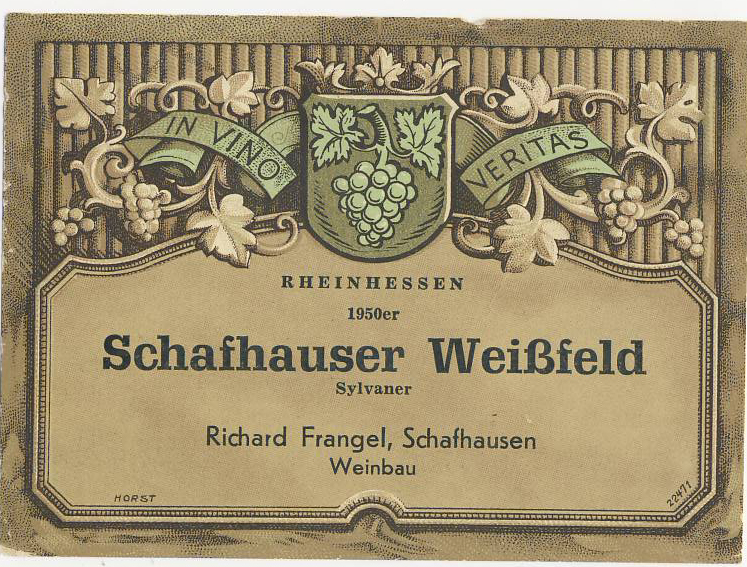 IN VINO
VERITAS
RHEINHESSEN
1950er
Schafhauser Weißfeld
Sylvaner
Richard Frangel, Schafhausen
Weinbau
HORST
22471